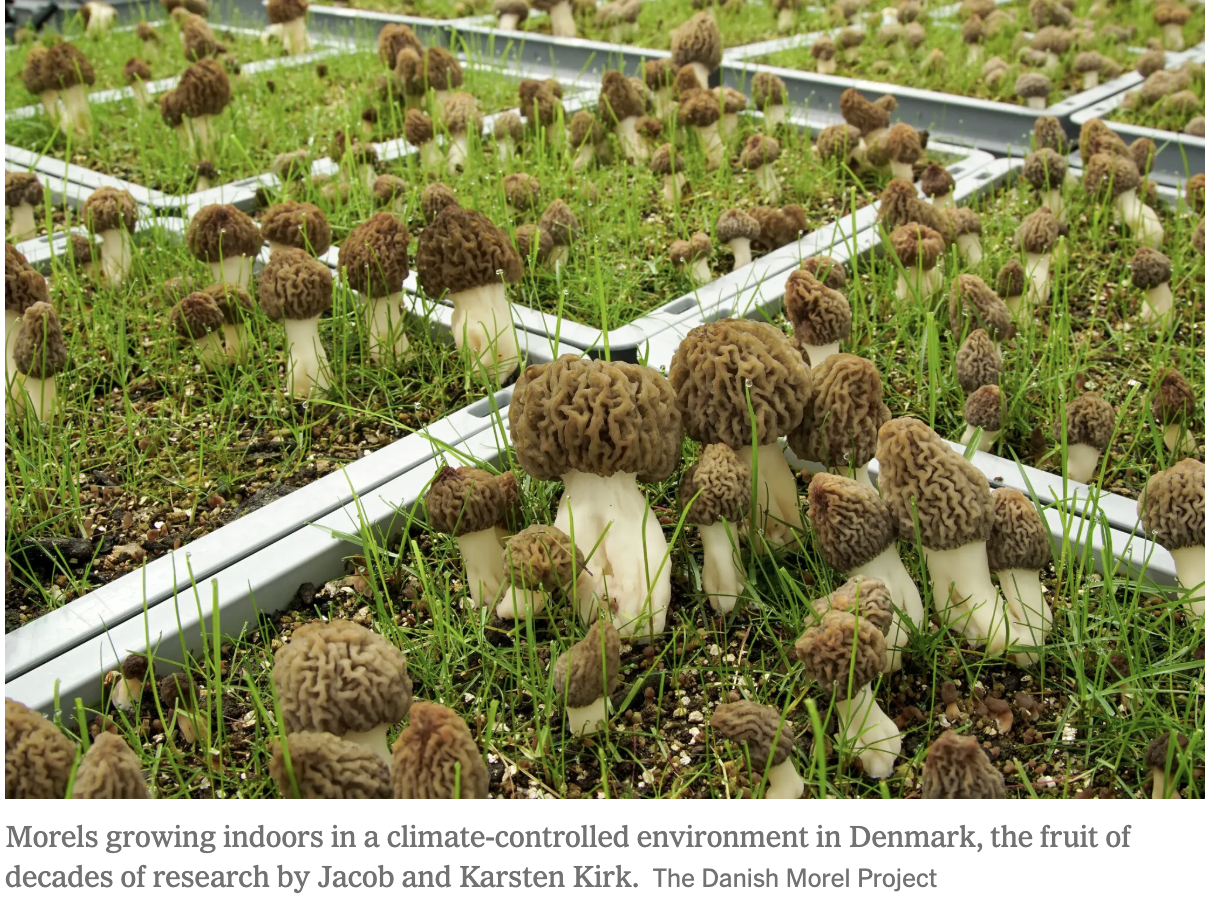 Morels growing indoors in a climate-controlled environment in Denmark, the fruit of
decades of research by Jacob and Karsten Kirk. The Danish Morel Project